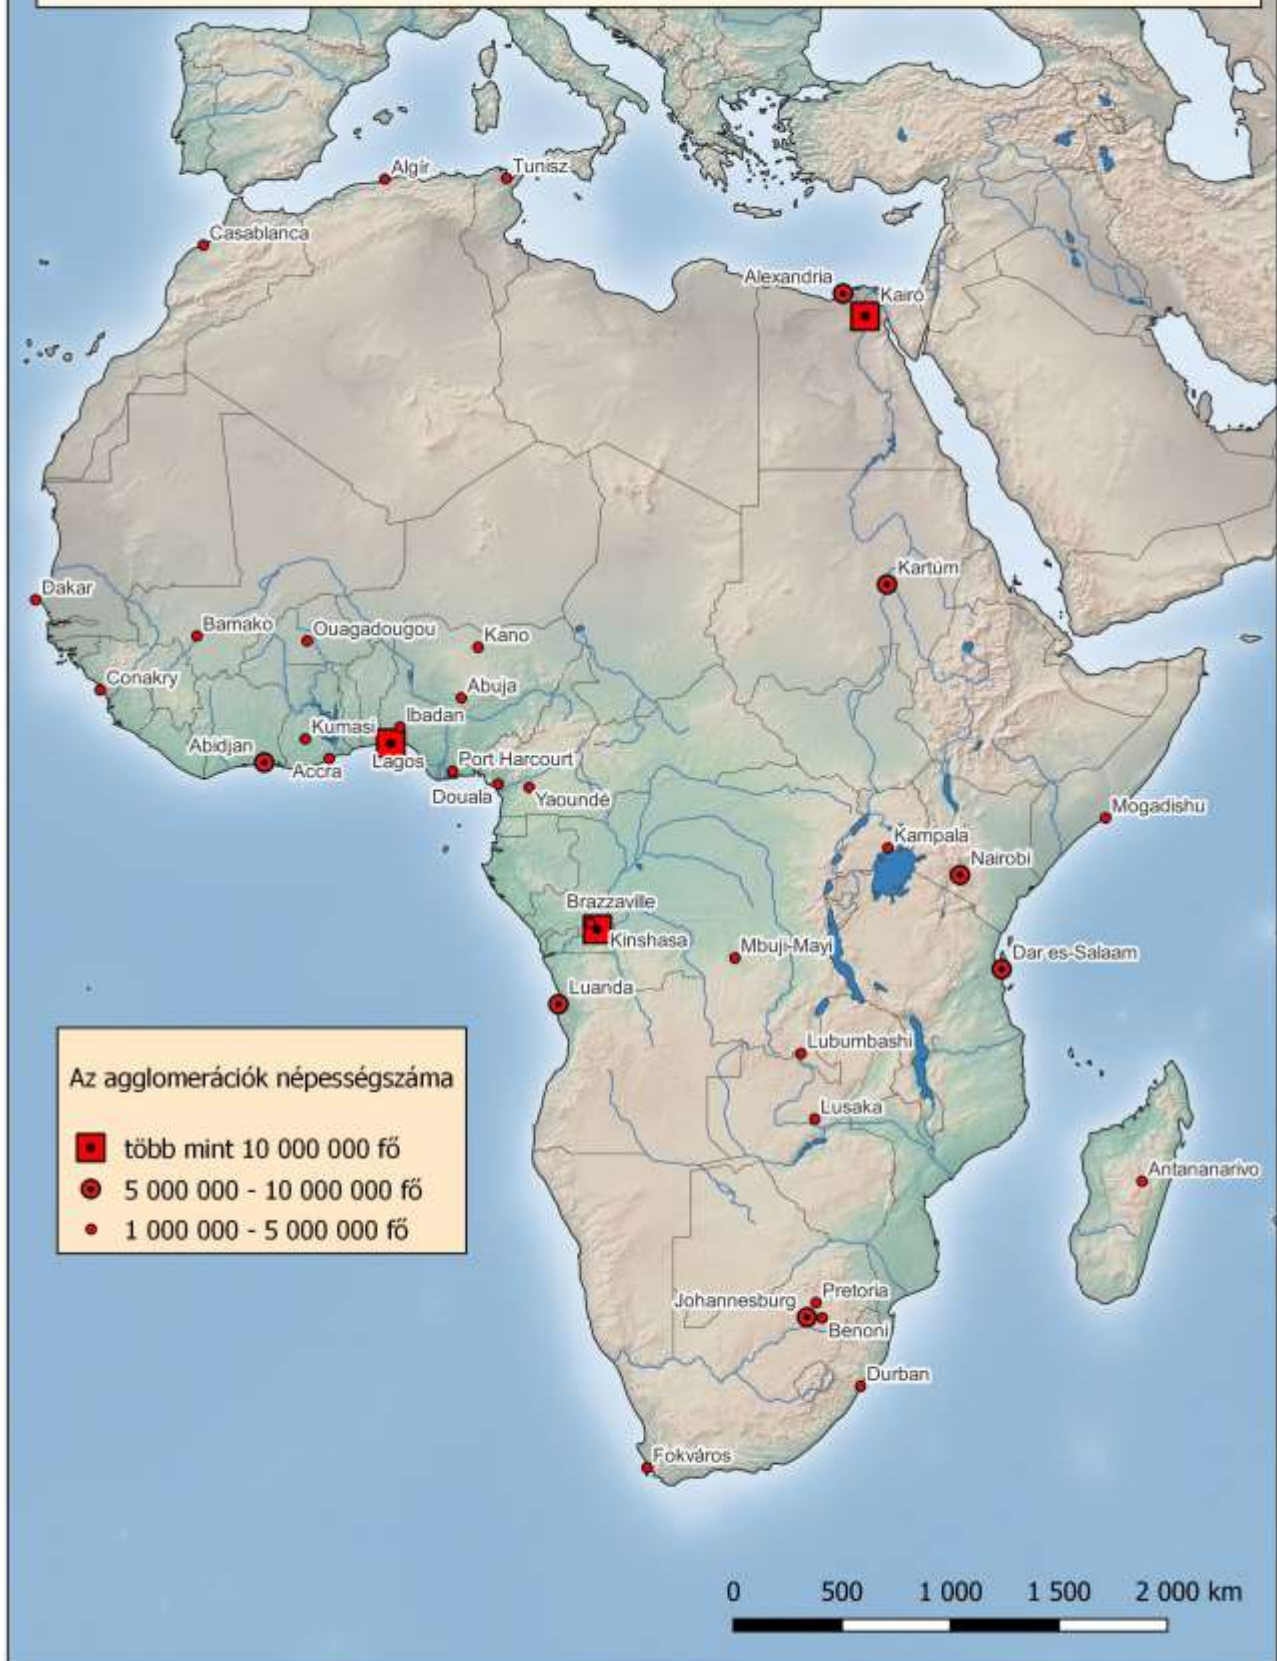 Algír
Tunisz
Casablanca
Alexandria
Kairó
Kartúm
Dakar
Bamako
Ouagadougou
Kano
Conakry
Abuja
Ibadan
Kumasi
Abidjan
Accra
Lagos
Port Harcourt
Douala
Yaoundé
Mogadishu
Kampala
Nairobi
Brazzaville
Kinshasa
Mbuji-Mayi
Dar es-Salaam
Luanda
Lubumbashi
Lusaka
Antananarivo
Az agglomerációk népességszáma
több mint 10 000 000 fő
5 000 000 - 10 000 000 fő
1 000 000 - 5 000 000 fő
Pretoria
Johannesburg
Benoni
Durban
Fokváros
0 500 1 000 1 500 2 000 km